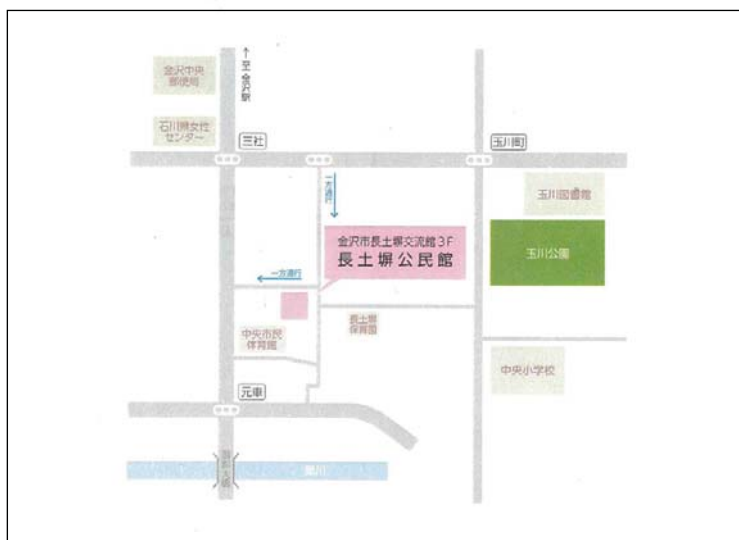 ↑至 金沢駅
金沢中央
郵便局
石川県女性
センター
三社
玉川町
一方通行
玉川図書館
金沢市長土塀交流館3F
長土塀公民館
玉川公園
一方通行
長土塀
保育園
中央市民
体育館
中央小学校
元車